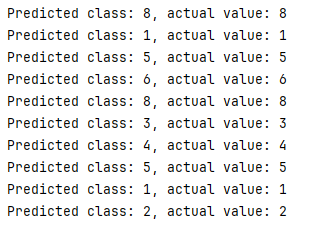 Predicted class: 8, actual value: 8
Predicted class: 1, actual value: 1
Predicted class: 5, actual value: 5
Predicted class: 6, actual value: 6
Predicted class: 8, actual value: 8
Predicted class: 3, actual value: 3
Predicted class: 4, actual value: 4
Predicted class: 5, actual value: 5
Predicted class: 1, actual value: 1
Predicted class: 2, actual value: 2